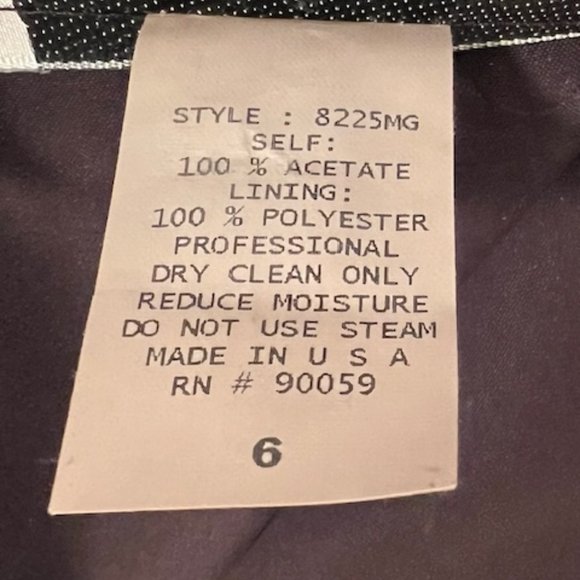 STYLE : 8225MG
SELF:
100 % ACETATE
LINING:
100 % POLYESTER
PROFESSIONAL
DRY CLEAN ONLY
REDUCE MOISTURE
DO NOT USE STEAM
MADE IN U S A
RN # 90059
6